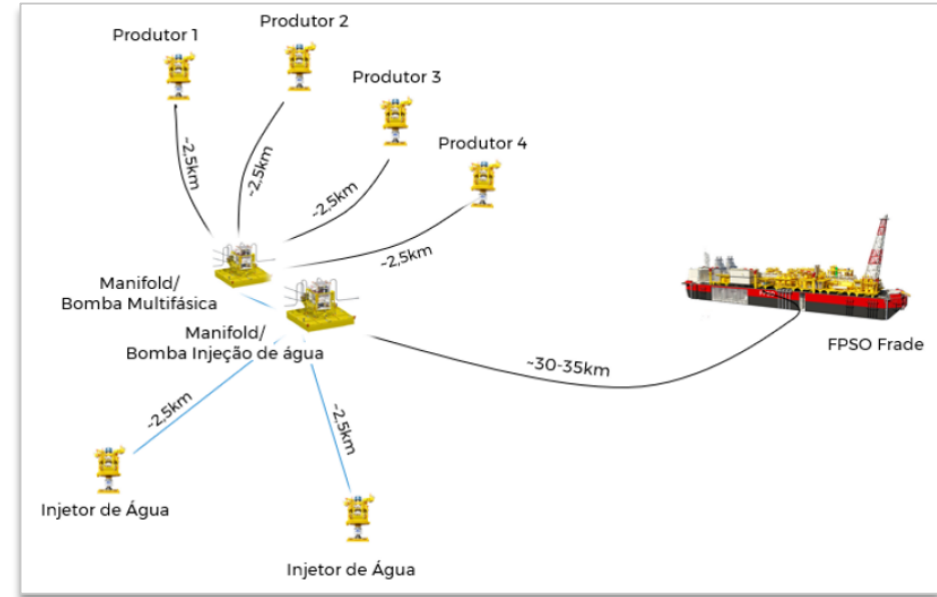 Produtor 1
Produtor 2
Produtor 3
Produtor 4
~2,5km
~2,5km
~2,5km
~2,5km
Manifold/
Bomba Multifásica
Manifold/
Bomba Injeção de água
~30-35km
FPSO Frade
~2,5km
~2,5km
Injetor de Água
Injetor de Água